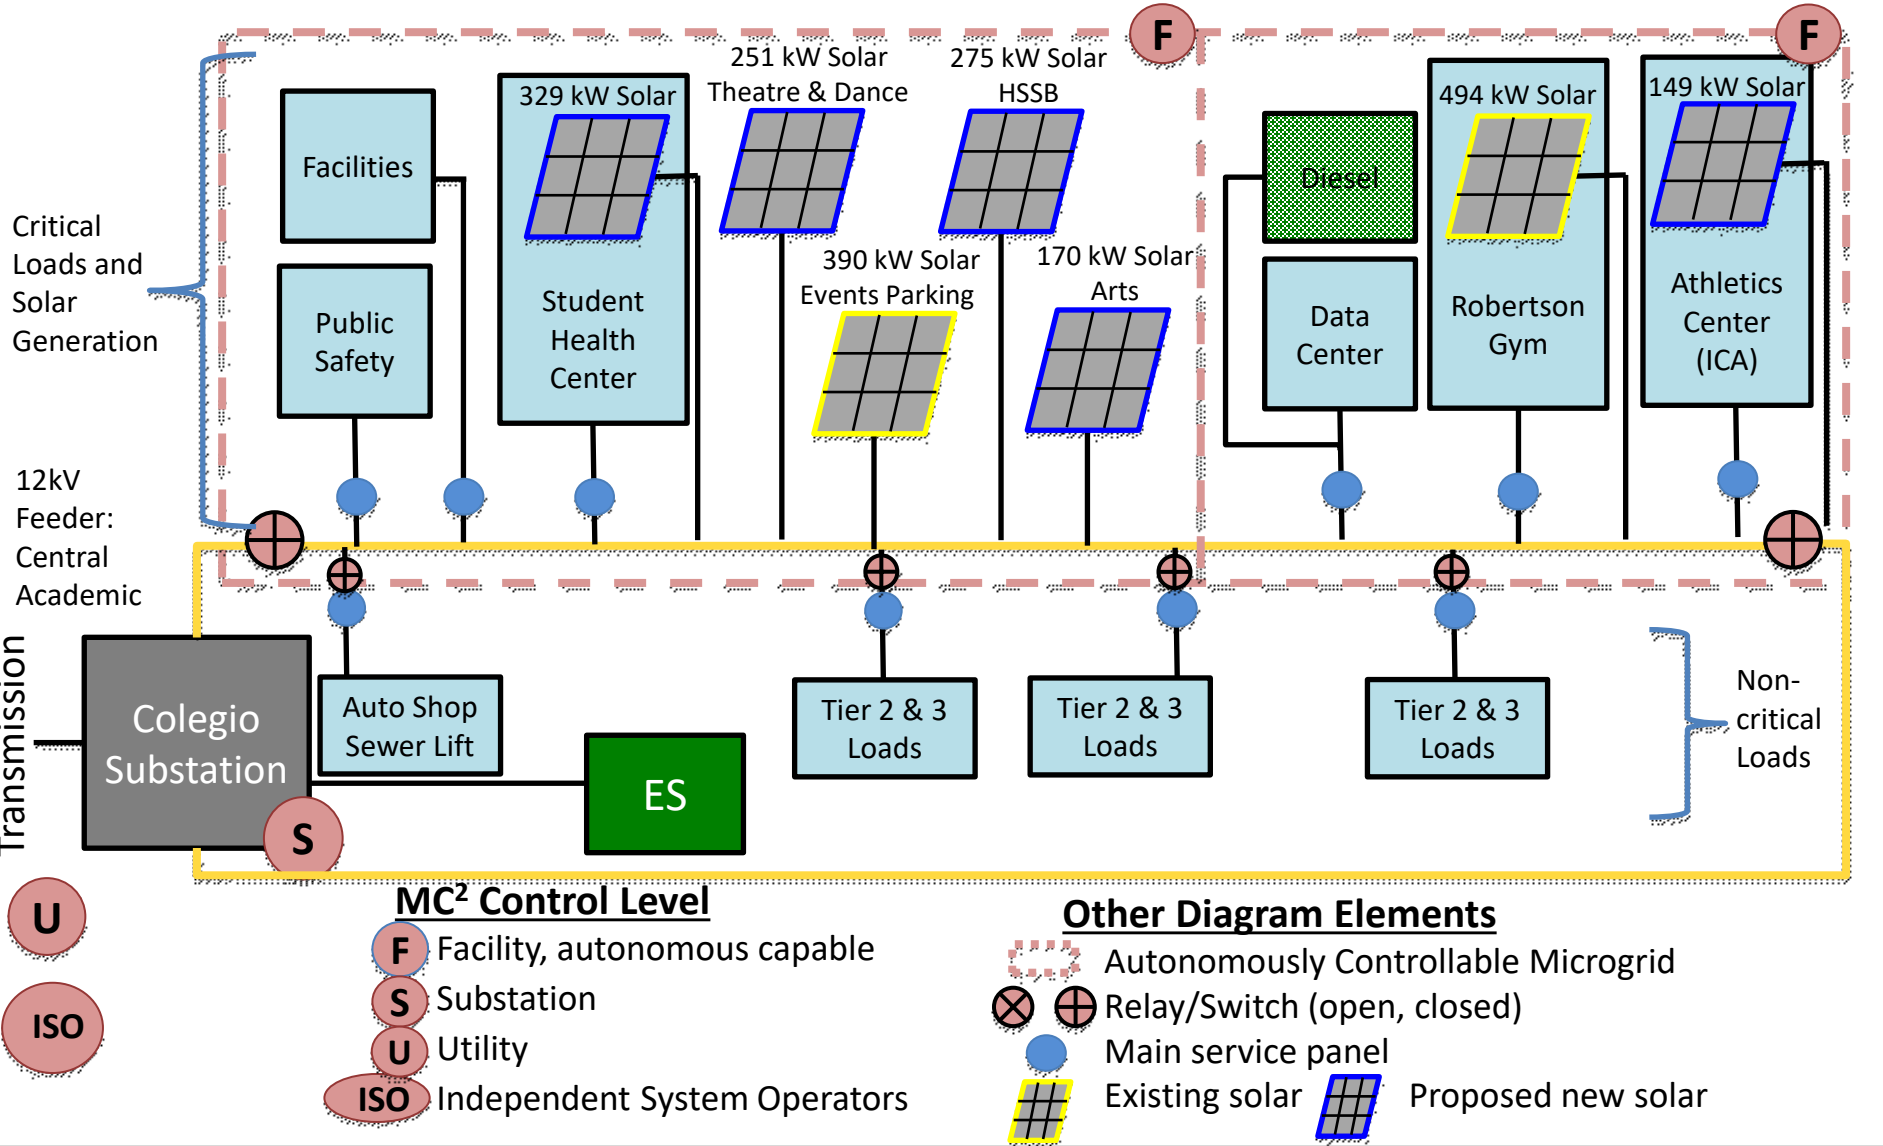 F
F
251 kW Solar
Theatre & Dance
275 kW Solar
HSSB
329 kW Solar
494 kW Solar
149 kW Solar
Facilities
Diesel
Critical
Loads and
Solar
Generation
390 kW Solar
Events Parking
170 kW Solar
Arts
Public
Safety
Student
Health
Center
Data
Center
Robertson
Gym
Athletics
Center
(ICA)
12kV
Feeder:
Central
Academic
Transmission
Colegio
Substation
S
Auto Shop
Sewer Lift
ES
Tier 2 & 3
Loads
Tier 2 & 3
Loads
Tier 2 & 3
Loads
Non-
critical
Loads
U
ISO
MC² Control Level
F Facility, autonomous capable
S Substation
U Utility
ISO Independent System Operators
Other Diagram Elements
Autonomously Controllable Microgrid
Relay/Switch (open, closed)
Main service panel
Existing solar
Proposed new solar